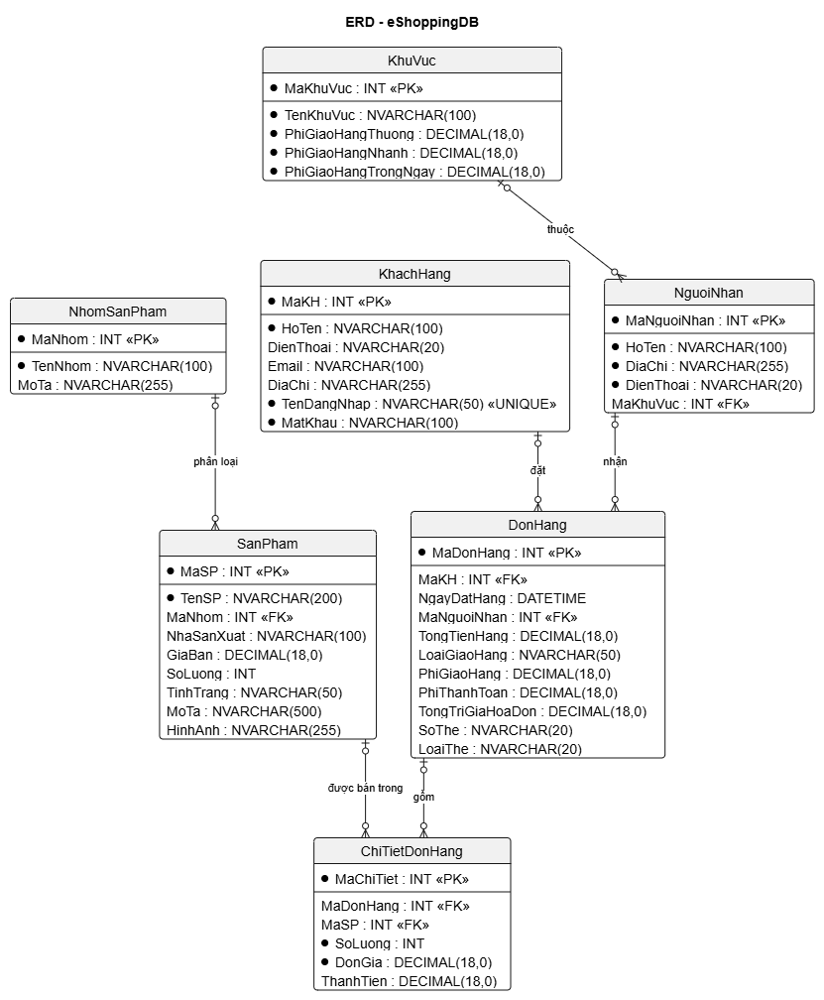 ERD - eShoppingDB
KhuVuc
MaKhuVuc : INT «PK»
TenKhuVuc : NVARCHAR(100)
PhiGiaoHangThuong : DECIMAL(18,0)
PhiGiaoHangNhanh : DECIMAL(18,0)
PhiGiaoHangTrongNgay : DECIMAL(18,0)
thuộc
KhachHang
MaKH : INT «PK»
HoTen : NVARCHAR(100)
DienThoai : NVARCHAR(20)
Email : NVARCHAR(100)
DiaChi : NVARCHAR(255)
TenDangNhap : NVARCHAR(50) «UNIQUE»
MatKhau : NVARCHAR(100)
NguoiNhan
MaNguoiNhan : INT «PK»
HoTen : NVARCHAR(100)
DiaChi : NVARCHAR(255)
DienThoai : NVARCHAR(20)
MaKhuVuc : INT «FK»
NhomSanPham
MaNhom : INT «PK»
TenNhom : NVARCHAR(100)
MoTa : NVARCHAR(255)
phân loại
đặt
nhận
SanPham
MaSP : INT «PK»
TenSP : NVARCHAR(200)
MaNhom : INT «FK»
NhaSanXuat : NVARCHAR(100)
GiaBan : DECIMAL(18,0)
SoLuong : INT
TinhTrang : NVARCHAR(50)
MoTa : NVARCHAR(500)
HinhAnh : NVARCHAR(255)
DonHang
MaDonHang : INT «PK»
MaKH : INT «FK»
NgayDatHang : DATETIME
MaNguoiNhan : INT «FK»
TongTienHang : DECIMAL(18,0)
LoaiGiaoHang : NVARCHAR(50)
PhiGiaoHang : DECIMAL(18,0)
PhiThanhToan : DECIMAL(18,0)
TongTriGiaHoaDon : DECIMAL(18,0)
SoThe : NVARCHAR(20)
LoaiThe : NVARCHAR(20)
được bán trong
gồm
ChiTietDonHang
MaChiTiet : INT «PK»
MaDonHang : INT «FK»
MaSP : INT «FK»
SoLuong : INT
DonGia : DECIMAL(18,0)
ThanhTien : DECIMAL(18,0)